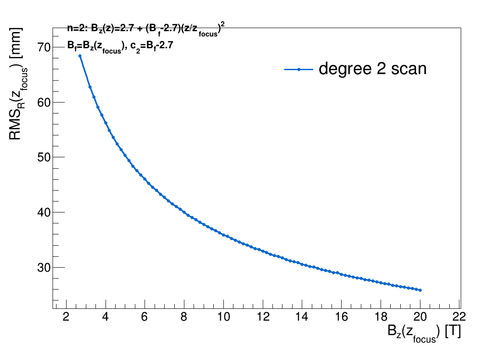 n=2: B_z(z)=2.7 + (B_f-2.7)(z/z_focus)^2
B_f=B_z(z_focus), c_2=B_f-2.7
degree 2 scan
RMS_R(z_focus) [mm]
70
60
50
40
30
2 4 6 8 10 12 14 16 18 20 22
B_z(z_focus) [T]